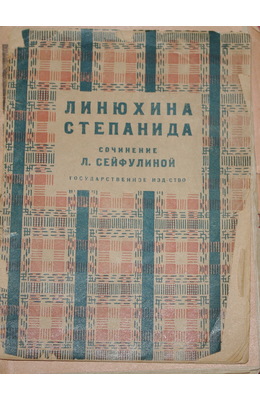 ЛИНЮХИНА
СТЕПАНИДА
СОЧИНЕНИЕ
Л. СЕЙФУЛИНОЙ
ГОСУДАРСТВЕННОЕ ИЗД-СТВО